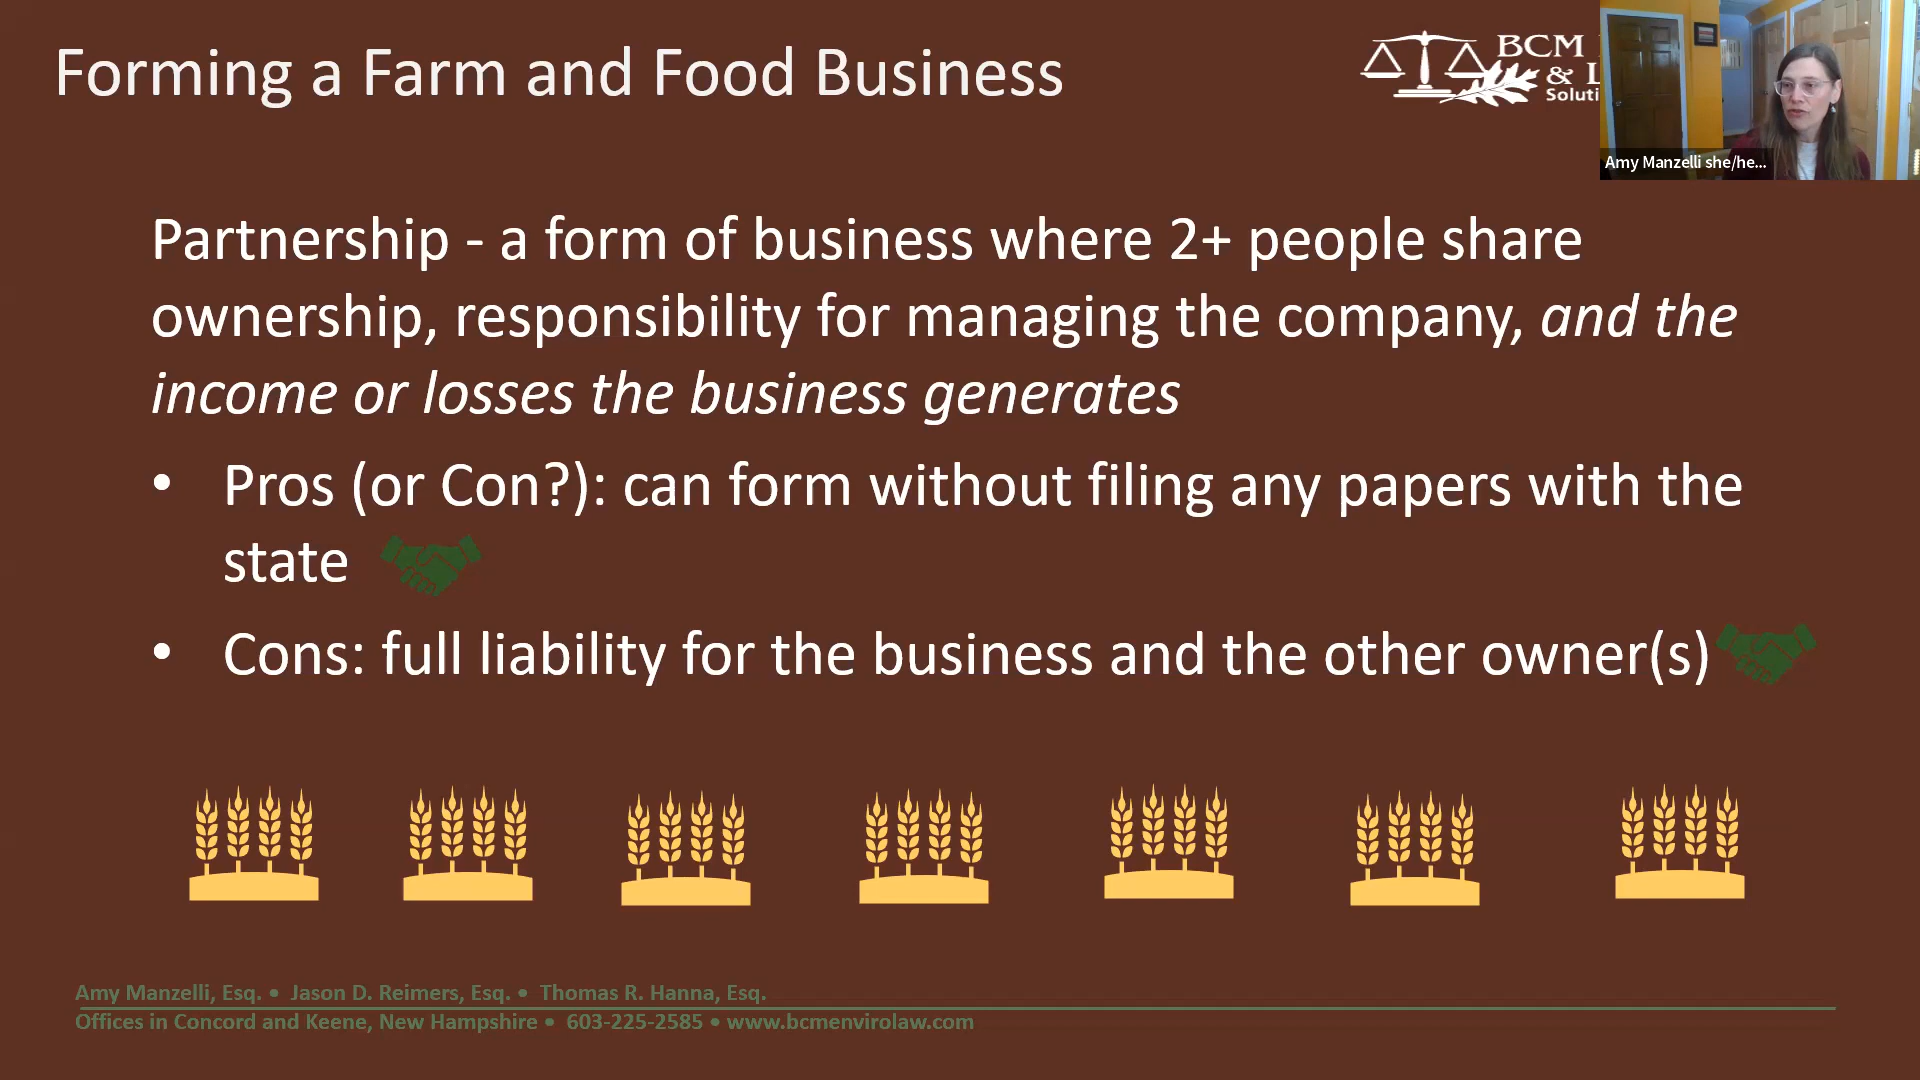 Forming a Farm and Food Business
BCM
& L
Soluti
Amy Manzelli she/he...
Partnership - a form of business where 2+ people share
ownership, responsibility for managing the company, and the
income or losses the business generates
• Pros (or Con?): can form without filing any papers with the
state
• Cons: full liability for the business and the other owner(s)
Amy Manzelli, Esq. • Jason D. Reimers, Esq. • Thomas R. Hanna, Esq.
Offices in Concord and Keene, New Hampshire • 603-225-2585 • www.bcmenvirolaw.com